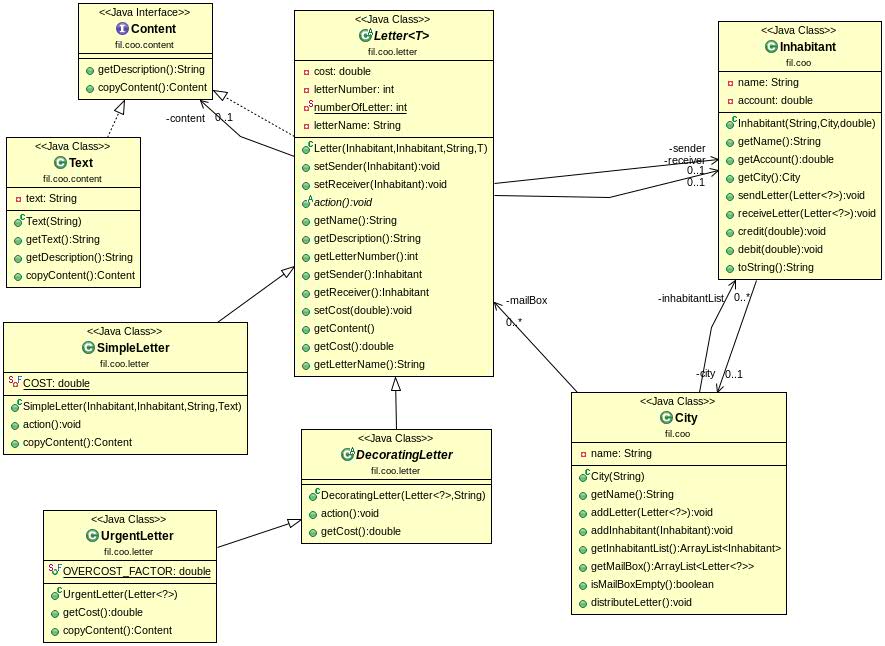 <<Java Interface>>
Content
fil.coo.content
getDescription():String
copyContent():Content
<<Java Class>>
Letter<T>
fil.coo.letter
cost: double
letterNumber: int
numberOfLetter: int
letterName: String
Letter(Inhabitant,Inhabitant,String,T)
setSender(Inhabitant):void
setReceiver(Inhabitant):void
action():void
getName():String
getDescription():String
getLetterNumber():int
getSender():Inhabitant
getReceiver():Inhabitant
setCost(double):void
getContent()
getCost():double
getLetterName():String
<<Java Class>>
Inhabitant
fil.coo
name: String
account: double
Inhabitant(String,City,double)
getName():String
getAccount():double
getCity():City
sendLetter(Letter<?>):void
receiveLetter(Letter<?>):void
credit(double):void
debit(double):void
toString():String
-content
0..1
-sender
-receiver
0..1
0..1
<<Java Class>>
Text
fil.coo.content
text: String
Text(String)
getText():String
getDescription():String
copyContent():Content
-mailBox
0..*
-inhabitantList
0..*
-city
0..1
<<Java Class>>
SimpleLetter
fil.coo.letter
COST: double
SimpleLetter(Inhabitant,Inhabitant,String,Text)
action():void
copyContent():Content
<<Java Class>>
DecoratingLetter
fil.coo.letter
DecoratingLetter(Letter<?>,String)
action():void
getCost():double
<<Java Class>>
City
fil.coo
name: String
City(String)
getName():String
addLetter(Letter<?>):void
addInhabitant(Inhabitant):void
getInhabitantList():ArrayList<Inhabitant>
getMailBox():ArrayList<Letter<?>>
isMailBoxEmpty():boolean
distributeLetter():void
<<Java Class>>
UrgentLetter
fil.coo.letter
OVERCOST_FACTOR: double
UrgentLetter(Letter<?>)
getCost():double
copyContent():Content